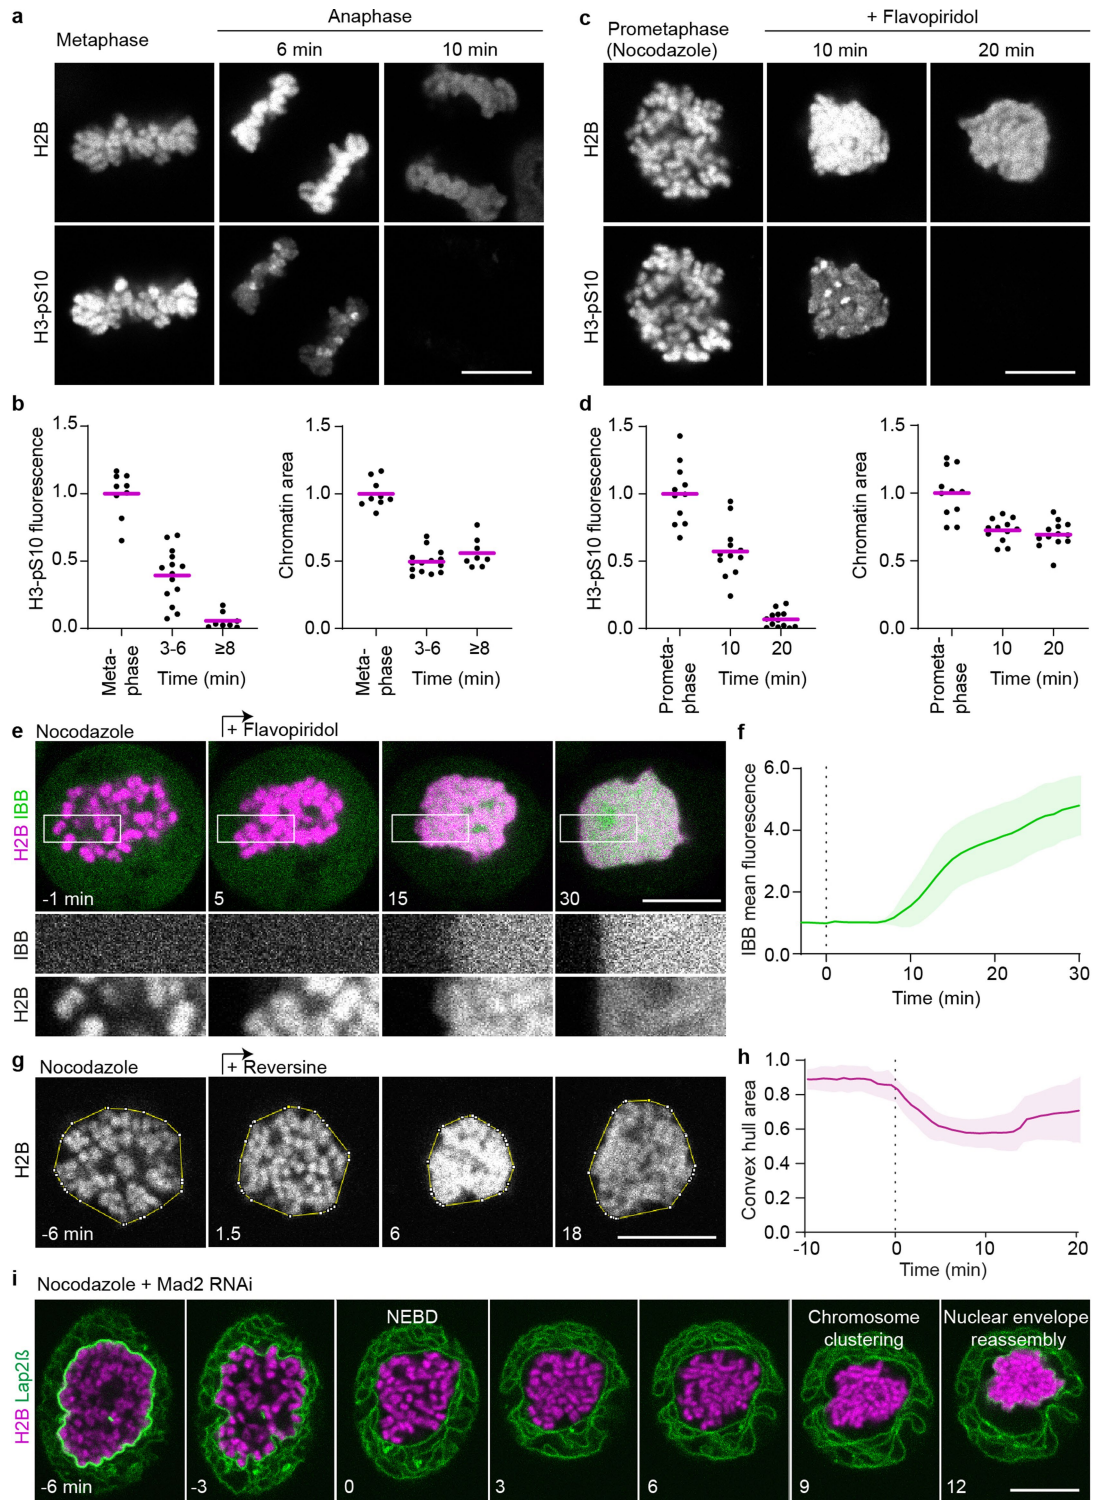 a
Anaphase
Metaphase
6 min
10 min
H2B
H3-pS10
c
Prometaphase
(Nocodazole)
+ Flavopiridol
10 min
20 min
H2B
H3-pS10
b
H3-pS10 fluorescence
1.5
1.0
0.5
0.0
Meta-
phase
3-6
≥8
Time (min)
Chromatin area
1.5
1.0
0.5
0.0
Meta-
phase
3-6
≥8
Time (min)
d
H3-pS10 fluorescence
1.5
1.0
0.5
0.0
Prometa-
phase
10
20
Time (min)
Chromatin area
1.5
1.0
0.5
0.0
Prometa-
phase
10
20
Time (min)
e
Nocodazole
+ Flavopiridol
H2B IBB
-1 min
5
15
30
IBB
H2B
f
IBB mean fluorescence
6.0
4.0
2.0
0.0
0
10
20
30
Time (min)
g
Nocodazole
+ Reversine
H2B
-6 min
1.5
6
18
h
Convex hull area
1.0
0.8
0.6
0.4
0.2
0.0
-10
0
10
20
Time (min)
i
Nocodazole + Mad2 RNAi
H2B Lap2ß
NEBD
Chromosome
clustering
Nuclear envelope
reassembly
-6 min
-3
0
3
6
9
12